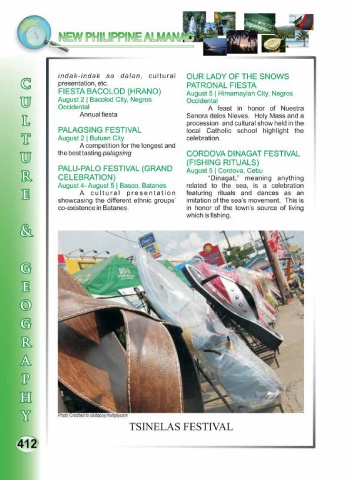 NEW PHILIPPINE ALMANAC
CULTURE & GEOGRAPHY
indak-indak sa dalan, cultural
presentation, etc.
FIESTA BACOLOD (HRANO)
August 2 | Bacolod City, Negros
Occidental
Annual fiesta
PALAGSING FESTIVAL
August 2 | Butuan City
A competition for the longest and
the best tasting palagsing
PALU-PALO FESTIVAL (GRAND
CELEBRATION)
August 4- August 5 | Basco, Batanes
A cultural presentation
showcasing the different ethnic groups'
co-existence in Batanes.
OUR LADY OF THE SNOWS
PATRONAL FIESTA
August 5 | Himamaylan City, Negros
Occidental
A feast in honor of Nuestra
Senora delos Nieves. Holy Mass and a
procession and cultural show held in the
local Catholic school highlight the
celebration.
CORDOVA DINAGAT FESTIVAL
(FISHING RITUALS)
August 5 | Cordova, Cebu
"Dinagat," meaning anything
related to the sea, is a celebration
featuring rituals and dances as an
imitation of the sea's movement. This is
in honor of the town's source of living
which is fishing.
Photo Credited to
TSINELAS FESTIVAL
412